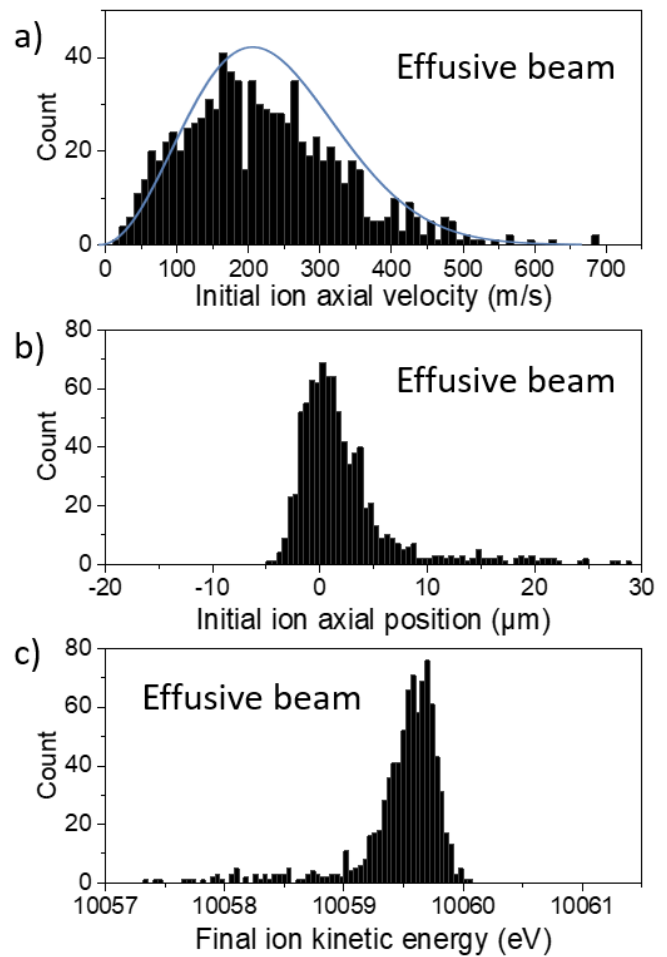 a)
Effusive beam
Count
40
20
0
0 100 200 300 400 500 600 700
Initial ion axial velocity (m/s)
b)
Effusive beam
Count
80
60
40
20
0
-20 -10 0 10 20 30
Initial ion axial position (µm)
c)
Effusive beam
Count
80
60
40
20
0
10057 10058 10059 10060 10061
Final ion kinetic energy (eV)